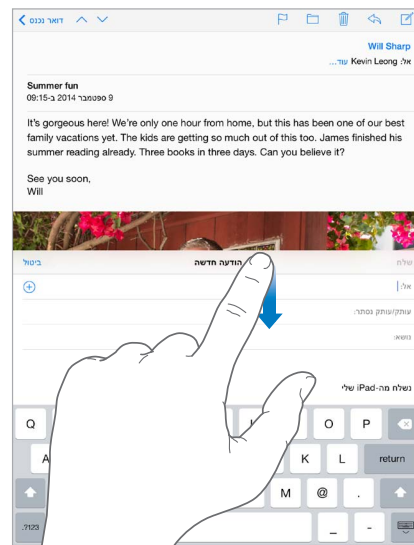 דואר נכנס
Will Sharp
אל: Kevin Leong עוד...
Summer fun
9 ספטמבר 2014 ב-09:15
It's gorgeous here! We're only one hour from home, but this has been one of our best
family vacations yet. The kids are getting so much out of this too. James finished his
summer reading already. Three books in three days. Can you believe it?
See you soon,
Will
ביטול
הודעה חדשה
שלח
אל:
עותק/עותק נסתר:
נושא:
נשלח מה-iPad שלי
Q O P
A K L return
M @ .
.?123 _ -